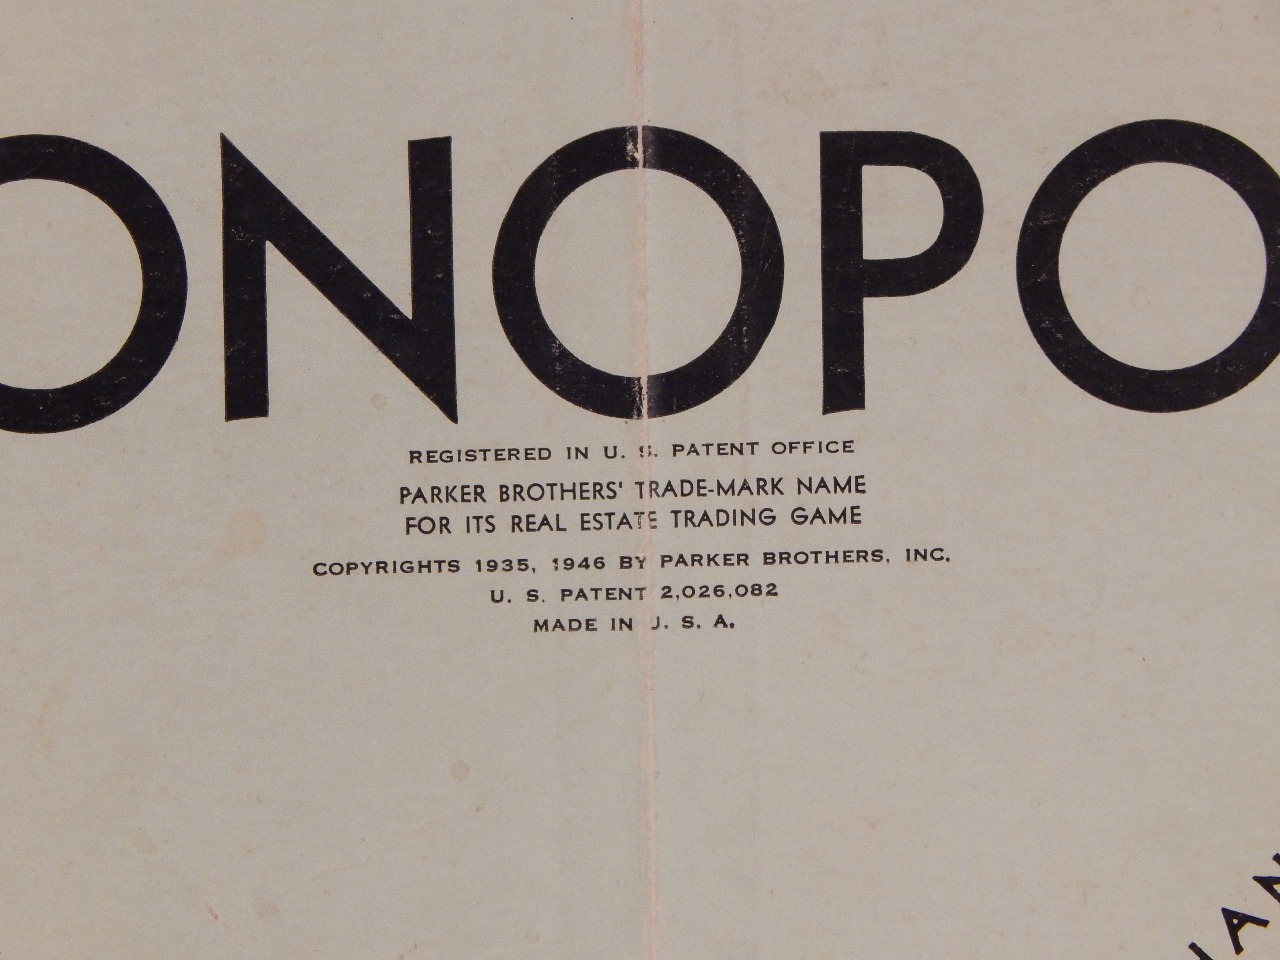 ONOPO
REGISTERED IN U. S. PATENT OFFICE
PARKER BROTHERS' TRADE-MARK NAME
FOR ITS REAL ESTATE TRADING GAME
COPYRIGHTS 1935, 1946 BY PARKER BROTHERS, INC.
U. S. PATENT 2,026,082
MADE IN U. S. A.
HAN